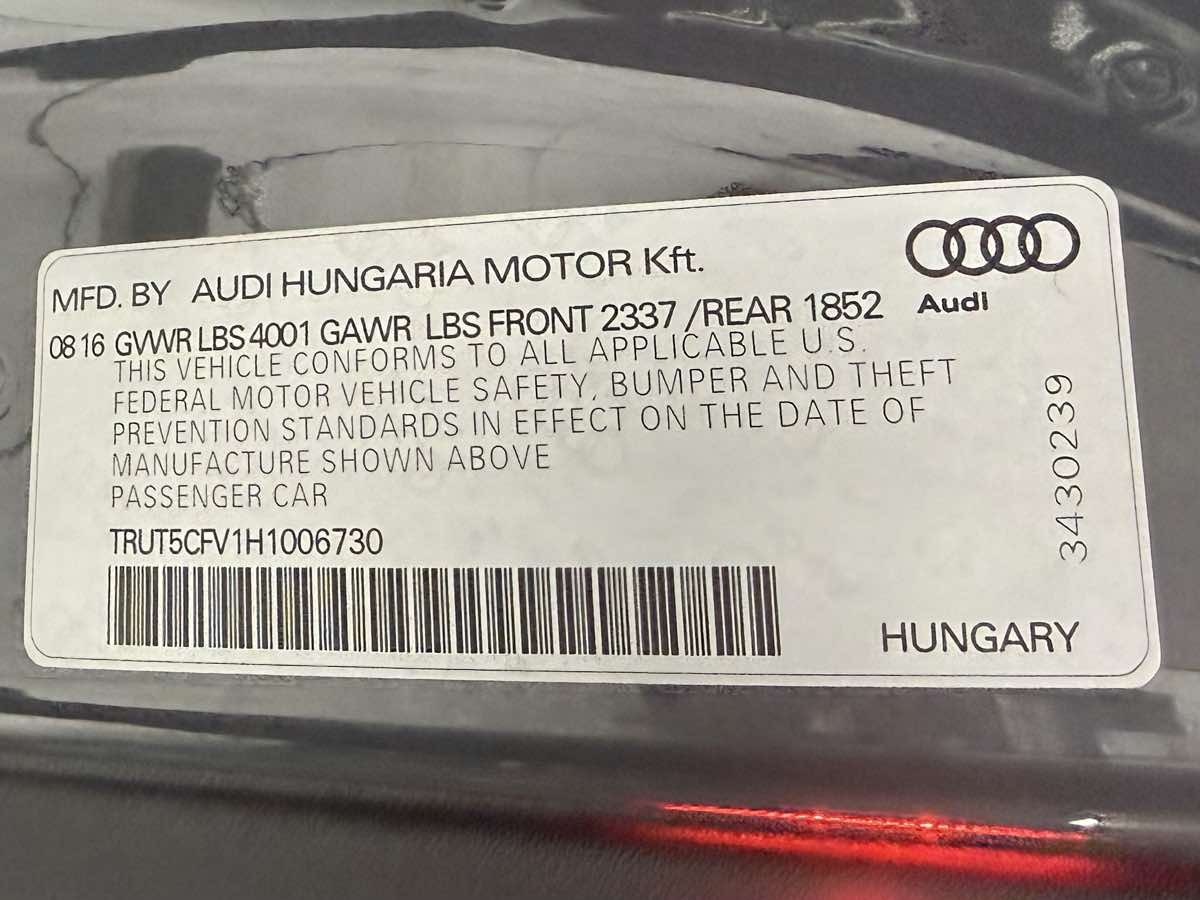 MFD. BY AUDI HUNGARIA MOTOR Kft.
Audi
0816 GVWR LBS 4001 GAWR LBS FRONT 2337 /REAR 1852
THIS VEHICLE CONFORMS TO ALL APPLICABLE U.S.
FEDERAL MOTOR VEHICLE SAFETY, BUMPER AND THEFT
PREVENTION STANDARDS IN EFFECT ON THE DATE OF
MANUFACTURE SHOWN ABOVE
PASSENGER CAR
TRUT5CFV1H1006730
3430239
HUNGARY